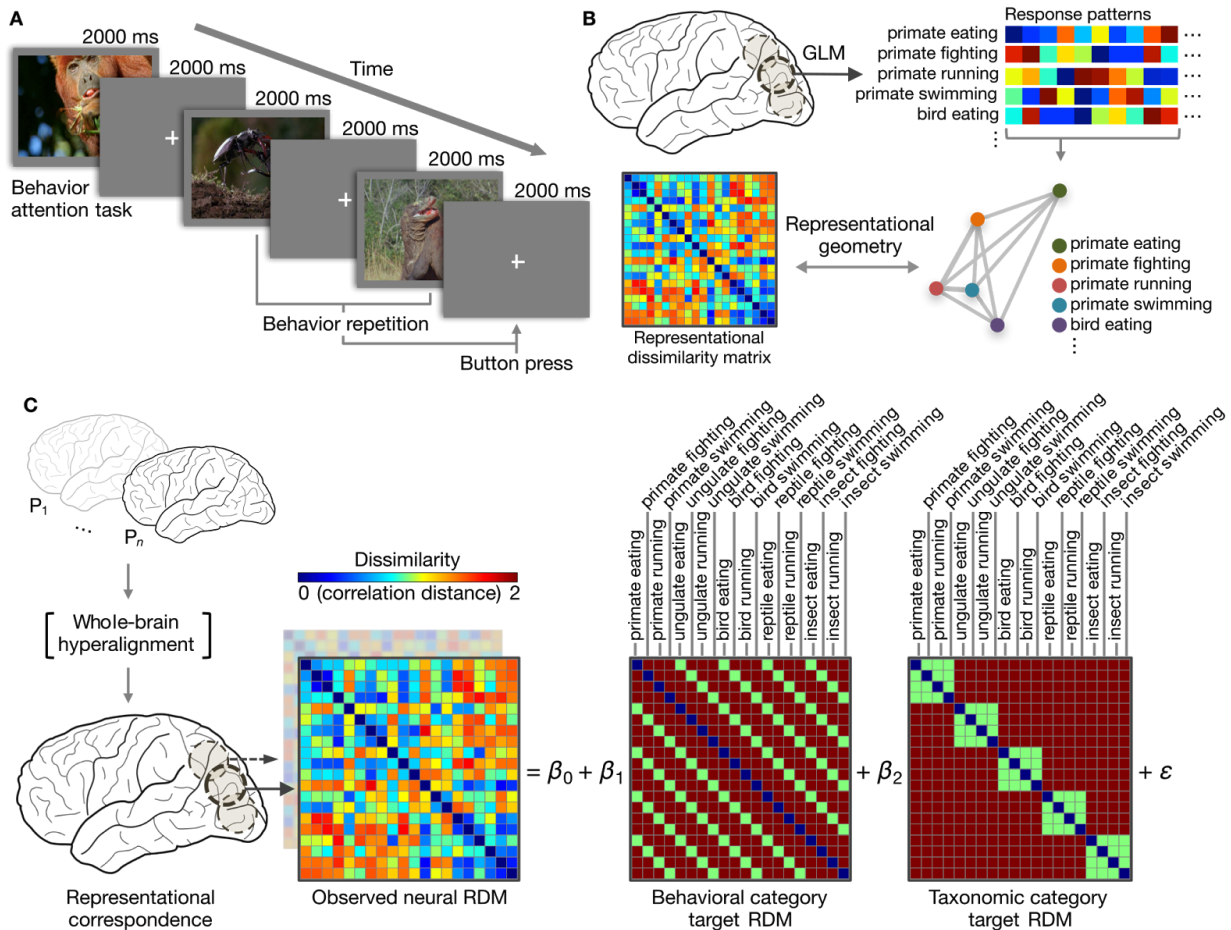 A
2000 ms
2000 ms
2000 ms
2000 ms
2000 ms
2000 ms
Time
Behavior
attention task
Behavior repetition
Button press
B
GLM
Response patterns
primate eating
primate fighting
primate running
primate swimming
bird eating
Representational
geometry
Representational
dissimilarity matrix
primate eating
primate fighting
primate running
primate swimming
bird eating
C
P1
Pn
Whole-brain
hyperalignment
Representational
correspondence
Dissimilarity
0 (correlation distance) 2
Observed neural RDM
= β0 + β1
primate eating
primate fighting
primate running
primate swimming
ungulate eating
ungulate fighting
ungulate running
ungulate swimming
bird eating
bird fighting
bird running
bird swimming
reptile eating
reptile fighting
reptile running
reptile swimming
insect eating
insect fighting
insect running
insect swimming
Behavioral category
target RDM
+ β2
primate eating
primate fighting
primate running
primate swimming
ungulate eating
ungulate fighting
ungulate running
ungulate swimming
bird eating
bird fighting
bird running
bird swimming
reptile eating
reptile fighting
reptile running
reptile swimming
insect eating
insect fighting
insect running
insect swimming
Taxonomic category
target RDM
+ ε